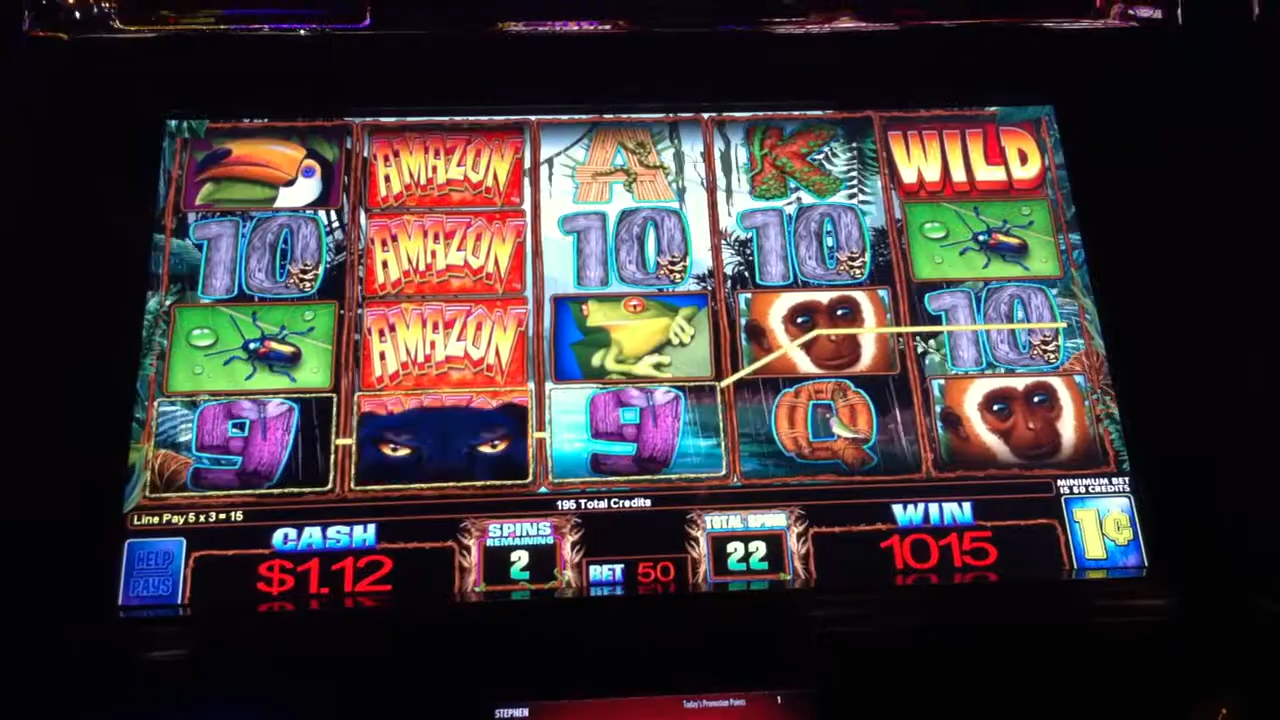 AMAZON A K WILD
10 AMAZON 10 10
AMAZON 10
9 9 Q
195 Total Credits
MINIMUM BET
IS 50 CREDITS
Line Pay 5 x 3 = 15
HELP
PAYS
CASH
$1.12
SPINS
REMAINING
2
BET 50
TOTAL SPINS
22
WIN
1015
1¢
STEPHEN
Today's Promotion Points 1